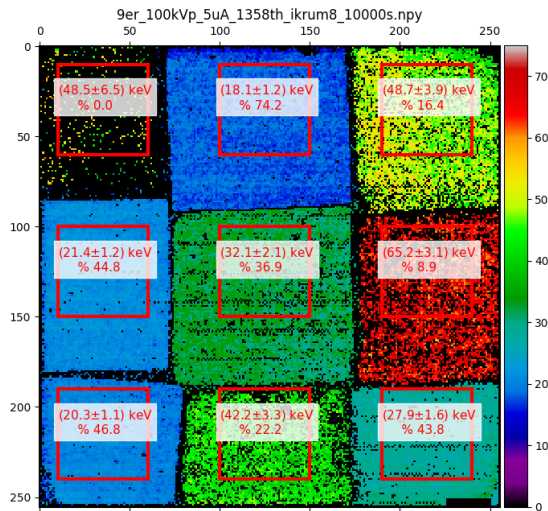 9er_100kVp_5uA_1358th_ikrum8_10000s.npy
0 50 100 150 200 250
0
50
100
150
200
250
(48.5±6.5) keV
% 0.0
(18.1±1.2) keV
% 74.2
(48.7±3.9) keV
% 16.4
(21.4±1.2) keV
% 44.8
(32.1±2.1) keV
% 36.9
(65.2±3.1) keV
% 8.9
(20.3±1.1) keV
% 46.8
(42.2±3.3) keV
% 22.2
(27.9±1.6) keV
% 43.8
70
60
50
40
30
20
10
0